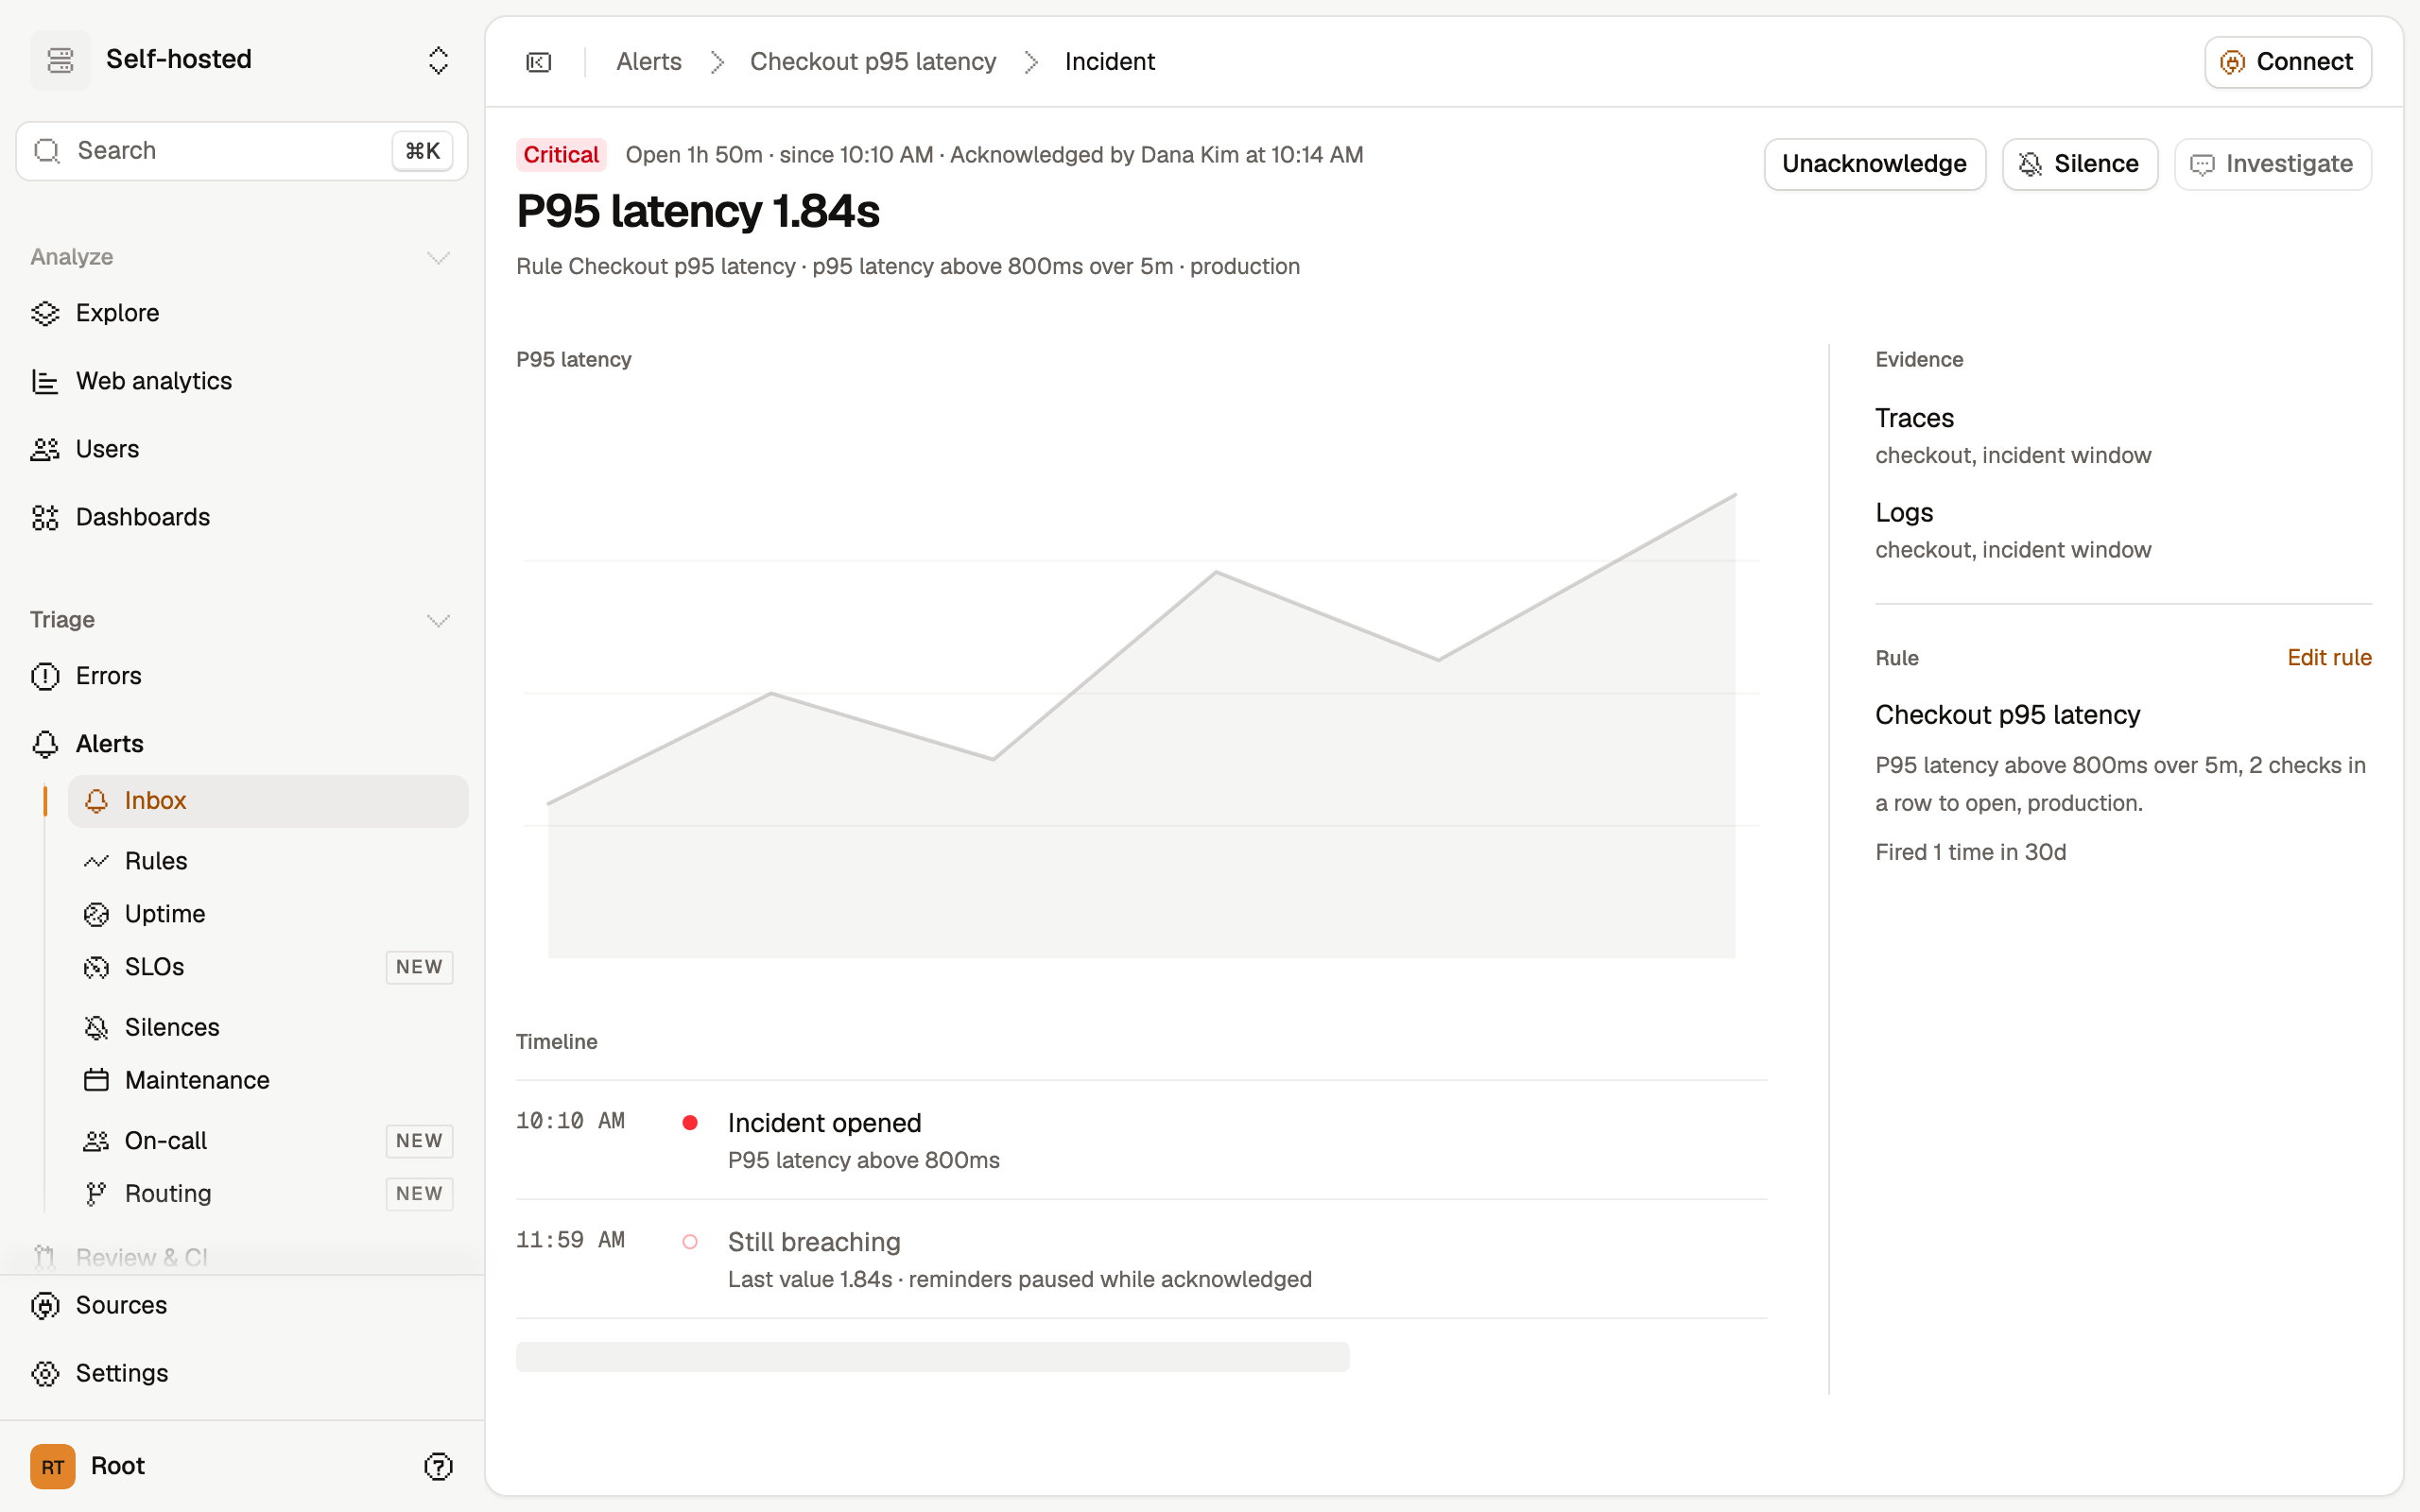 Self-hosted
Search
⌘K
Analyze
Explore
Web analytics
Users
Dashboards
Triage
Errors
Alerts
Inbox
Rules
Uptime
SLOs NEW
Silences
Maintenance
On-call NEW
Routing NEW
Review & CI
Sources
Settings
RT Root
Alerts Checkout p95 latency Incident
Connect
Critical Open 1h 50m · since 10:10 AM · Acknowledged by Dana Kim at 10:14 AM
P95 latency 1.84s
Rule Checkout p95 latency · p95 latency above 800ms over 5m · production
Unacknowledge Silence Investigate
P95 latency
Timeline
10:10 AM Incident opened
P95 latency above 800ms
11:59 AM Still breaching
Last value 1.84s · reminders paused while acknowledged
Evidence
Traces
checkout, incident window
Logs
checkout, incident window
Rule Edit rule
Checkout p95 latency
P95 latency above 800ms over 5m, 2 checks in
a row to open, production.
Fired 1 time in 30d